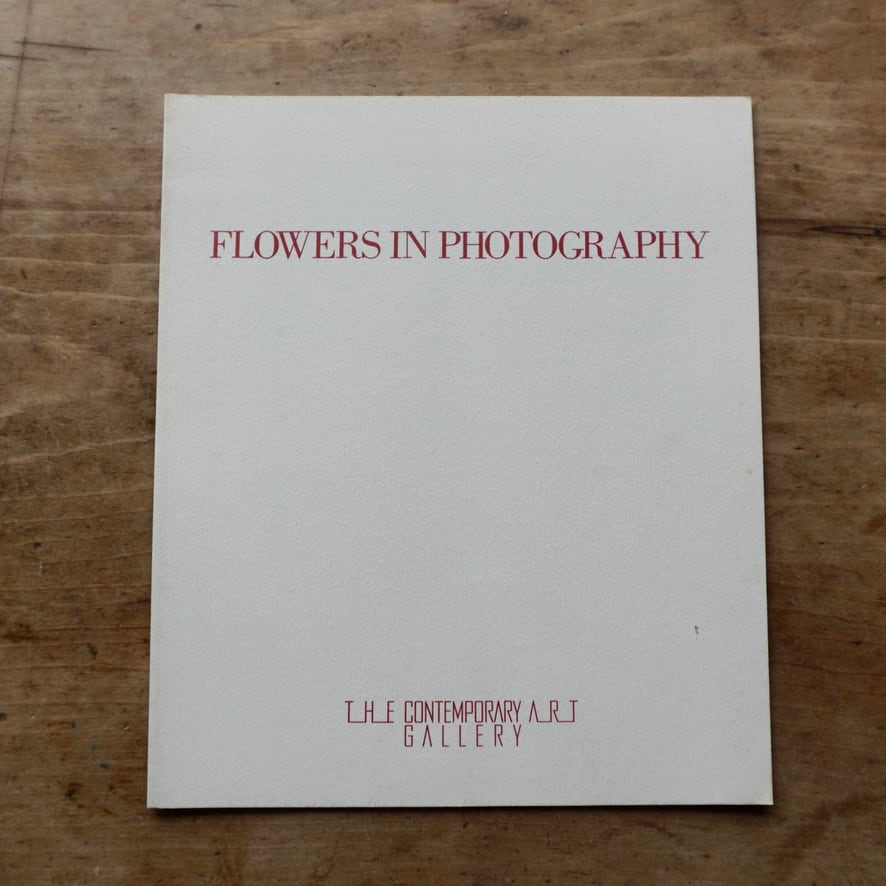 FLOWERS IN PHOTOGRAPHY
THE CONTEMPORARY ART
GALLERY